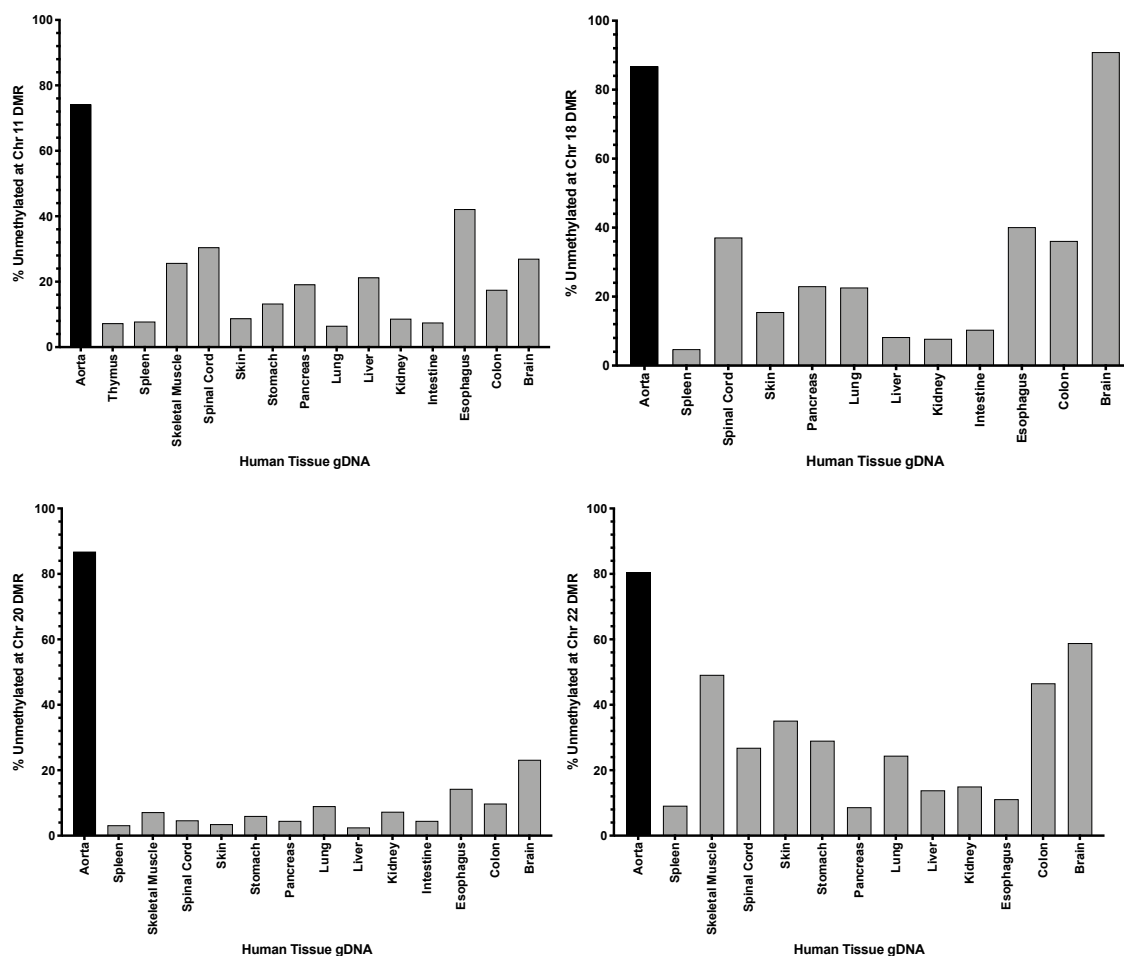 % Unmethylated at Chr 11 DMR
100
80
60
40
20
0
Aorta
Thymus
Spleen
Skeletal Muscle
Spinal Cord
Skin
Stomach
Pancreas
Lung
Liver
Kidney
Intestine
Esophagus
Colon
Brain
Human Tissue gDNA
% Unmethylated at Chr 18 DMR
100
80
60
40
20
0
Aorta
Spleen
Spinal Cord
Skin
Pancreas
Lung
Liver
Kidney
Intestine
Esophagus
Colon
Brain
Human Tissue gDNA
% Unmethylated at Chr 20 DMR
100
80
60
40
20
0
Aorta
Spleen
Skeletal Muscle
Spinal Cord
Skin
Stomach
Pancreas
Lung
Liver
Kidney
Intestine
Esophagus
Colon
Brain
Human Tissue gDNA
% Unmethylated at Chr 22 DMR
100
80
60
40
20
0
Aorta
Spleen
Skeletal Muscle
Spinal Cord
Skin
Stomach
Pancreas
Lung
Liver
Kidney
Esophagus
Colon
Brain
Human Tissue gDNA